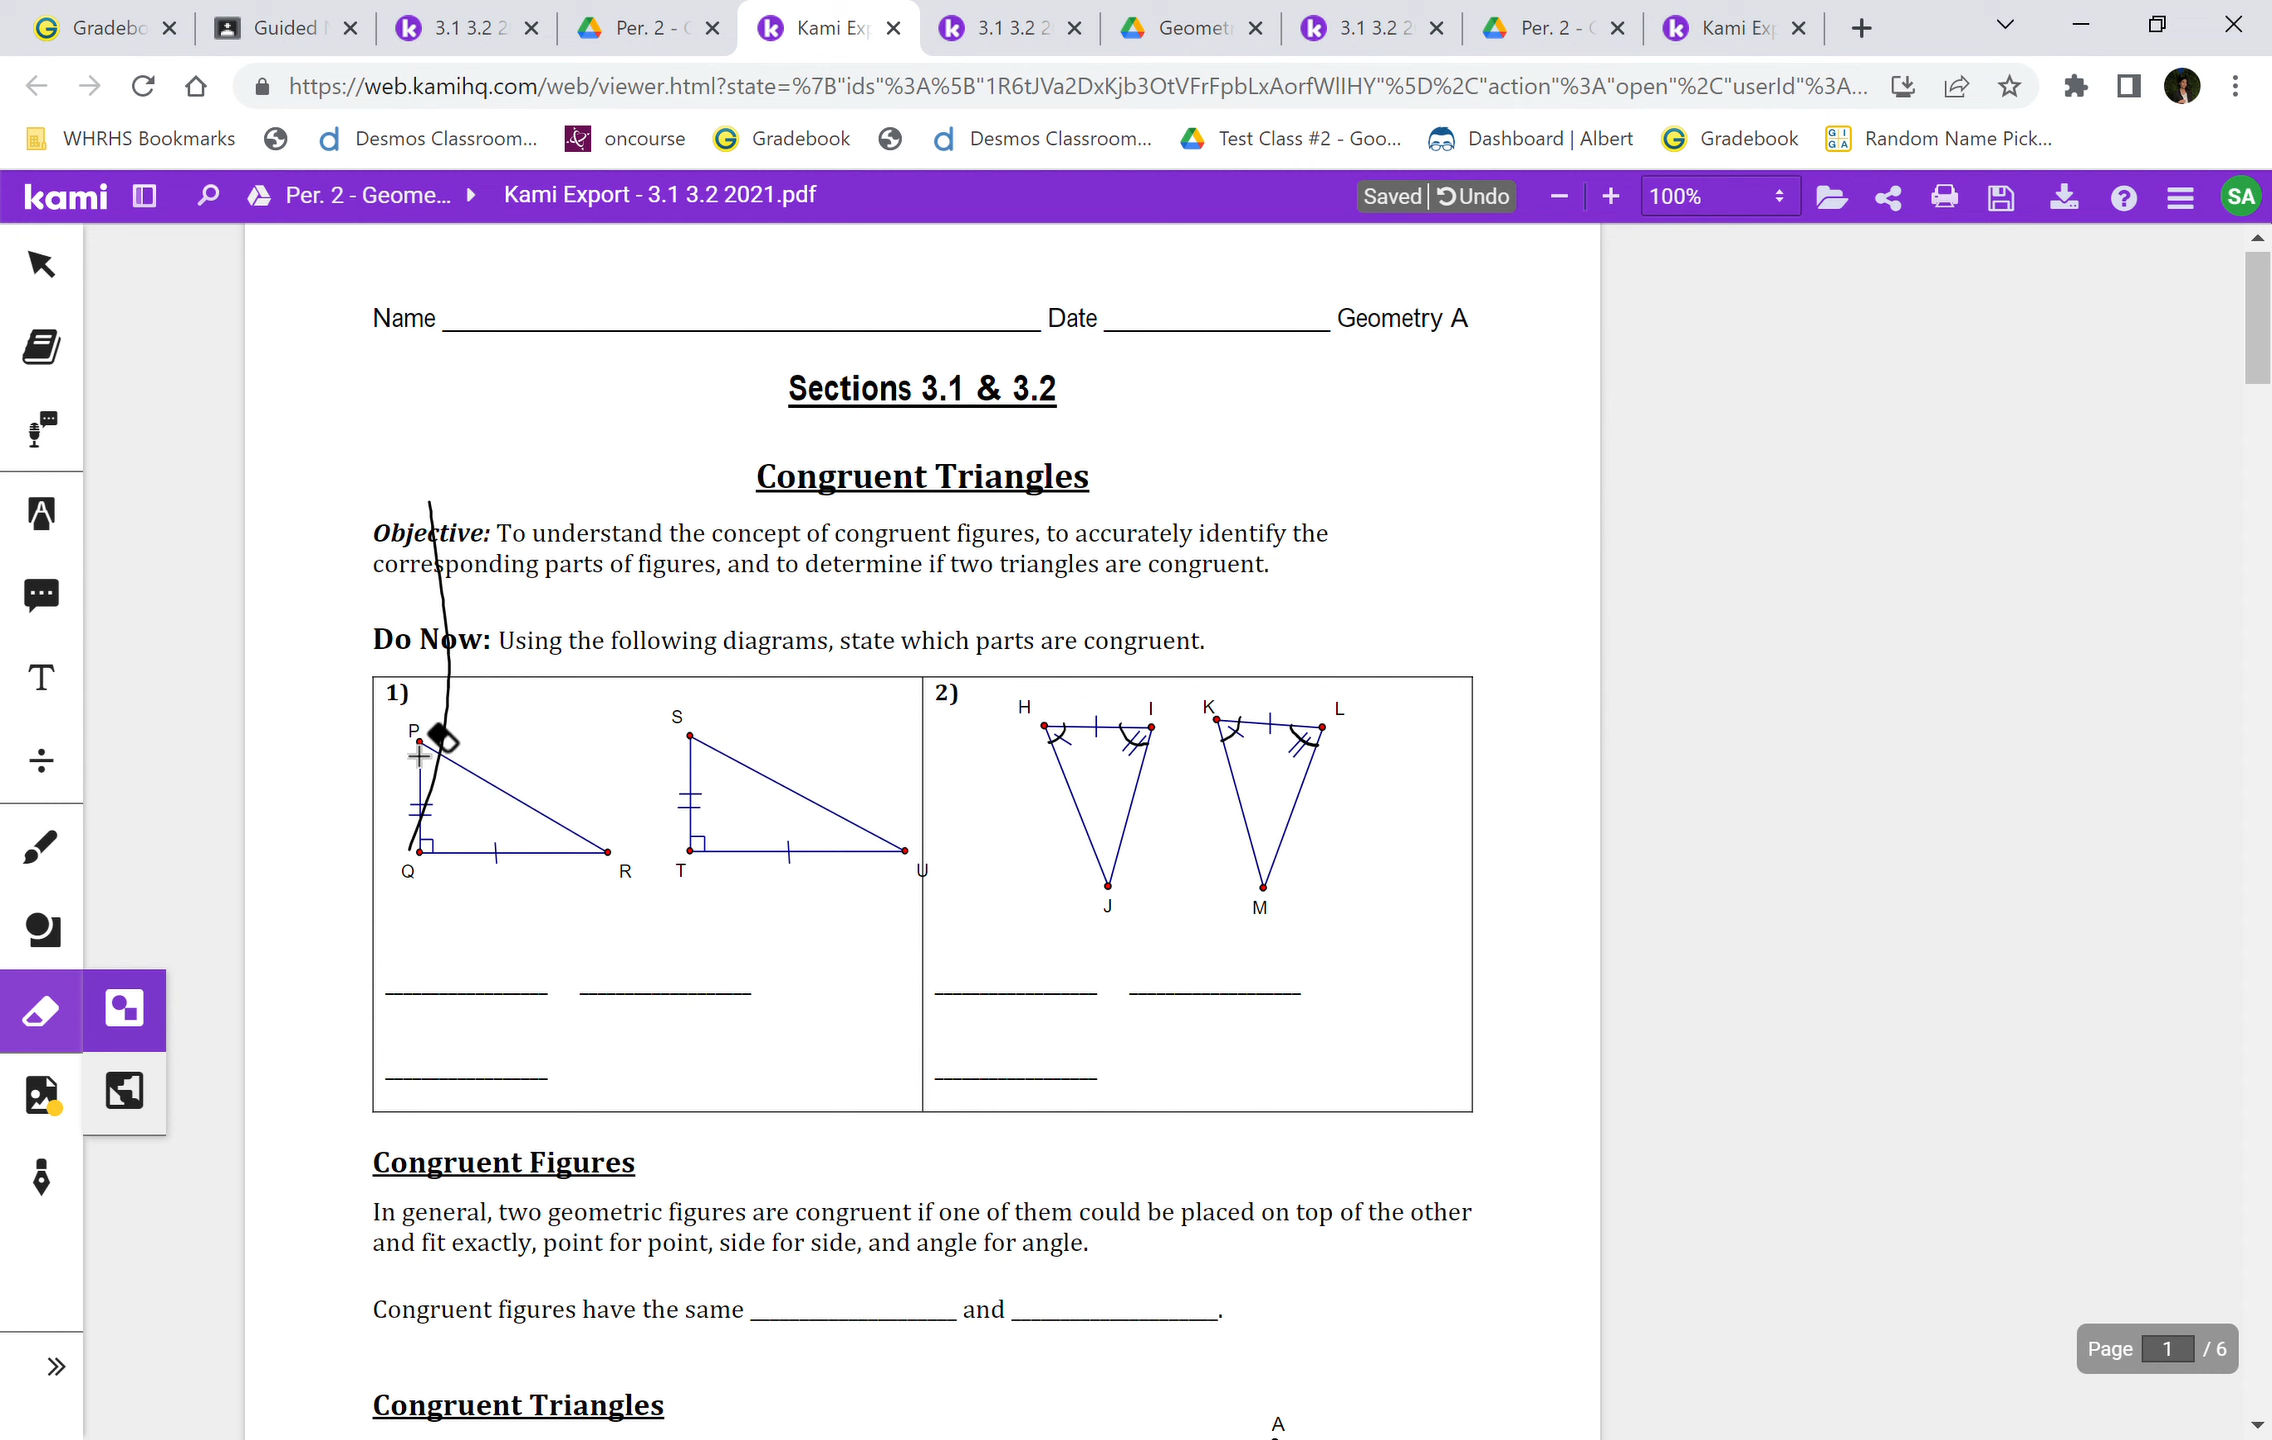 Gradebo
Guided
3.1 3.2 2
Per. 2 -
Kami Exp
3.1 3.2 2
Geomet
3.1 3.2 2
Per. 2 -
Kami Exp
https://web.kamihq.com/web/viewer.html?state=%7B"ids"%3A%5B"1R6tJVa2DxKjb3OtVFrFpbLxAorfWlIHY"%5D%2C"action"%3A"open"%2C"userId"%3A...
WHRHS Bookmarks
Desmos Classroom...
oncourse
Gradebook
Desmos Classroom...
Test Class #2 - Goo...
Dashboard | Albert
Gradebook
Random Name Pick...
kami
Per. 2 - Geome...
Kami Export - 3.1 3.2 2021.pdf
Saved
Undo
100%
SA
Name Date Geometry A
Sections 3.1 & 3.2
Congruent Triangles
Objective: To understand the concept of congruent figures, to accurately identify the
corresponding parts of figures, and to determine if two triangles are congruent.
Do Now: Using the following diagrams, state which parts are congruent.
1)
P
Q
R
S
T
U
2)
H
I
J
K
L
M
Congruent Figures
In general, two geometric figures are congruent if one of them could be placed on top of the other
and fit exactly, point for point, side for side, and angle for angle.
Congruent figures have the same ____________________ and ____________________.
Congruent Triangles
A
Page 1 / 6